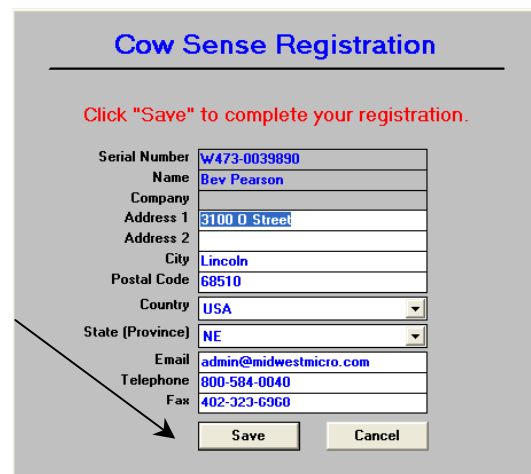 Cow Sense Registration
Click "Save" to complete your registration.
Serial Number W473-0039890
Name Bev Pearson
Company
Address 1 3100 O Street
Address 2
City Lincoln
Postal Code 68510
Country USA
State (Province) NE
Email admin@midwestmicro.com
Telephone 800-584-0040
Fax 402-323-6960
Save Cancel